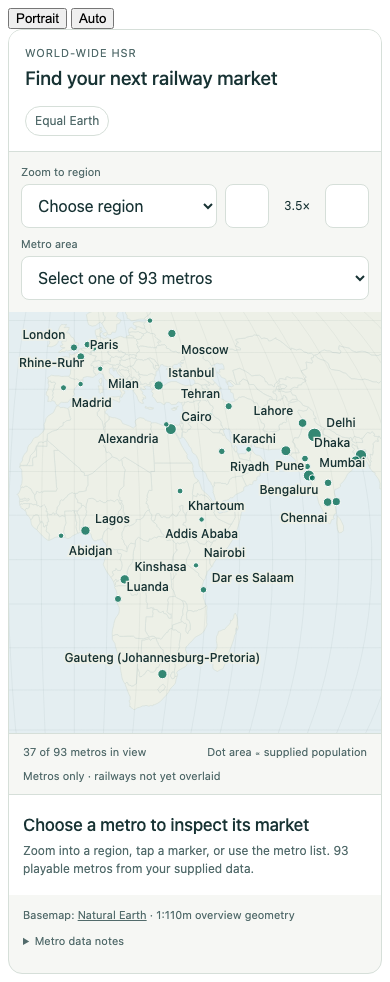 Portrait Auto
WORLD-WIDE HSR
Find your next railway market
Equal Earth
Zoom to region
Choose region 3.5×
Metro area
Select one of 93 metros
London
Paris
Moscow
Rhine-Ruhr
Istanbul
Milan
Madrid
Tehran
Cairo
Lahore
Delhi
Alexandria
Karachi
Dhaka
Riyadh
Pune
Mumbai
Bengaluru
Khartoum
Lagos
Chennai
Addis Ababa
Abidjan
Nairobi
Kinshasa
Luanda
Dar es Salaam
Gauteng (Johannesburg-Pretoria)
37 of 93 metros in view Dot area = supplied population
Metros only · railways not yet overlaid
Choose a metro to inspect its market
Zoom into a region, tap a marker, or use the metro list. 93
playable metros from your supplied data.
Basemap: Natural Earth · 1:110m overview geometry
Metro data notes